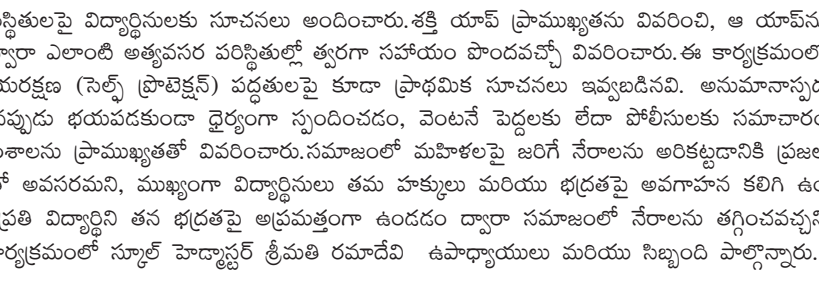 స్థితులపై విద్యార్థినులకు సూచనలు అందించారు.శక్తి యాప్ ప్రాముఖ్యతను వివరించి, ఆ యాప్‌ను
ద్వారా ఎలాంటి అత్యవసర పరిస్థితుల్లో త్వరగా సహాయం పొందవచ్చో వివరించారు.ఈ కార్యక్రమంలో
యరక్షణ (సెల్ఫ్ ప్రొటెక్షన్) పద్ధతులపై కూడా ప్రాథమిక సూచనలు ఇవ్వబడినవి. అనుమానాస్పద
నప్పుడు భయపడకుండా ధైర్యంగా స్పందించడం, వెంటనే పెద్దలకు లేదా పోలీసులకు సమాచారం
ంశాలను ప్రాముఖ్యతతో వివరించారు.సమాజంలో మహిళలపై జరిగే నేరాలను అరికట్టడానికి ప్రజల
ో అవసరమని, ముఖ్యంగా విద్యార్థినులు తమ హక్కులు మరియు భద్రతపై అవగాహన కలిగి ఉం
ప్రతి విద్యార్థిని తన భద్రతపై అప్రమత్తంగా ఉండడం ద్వారా సమాజంలో నేరాలను తగ్గించవచ్చని
ార్యక్రమంలో స్కూల్ హెడ్మాస్టర్ శ్రీమతి రమాదేవి ఉపాధ్యాయులు మరియు సిబ్బంది పాల్గొన్నారు.